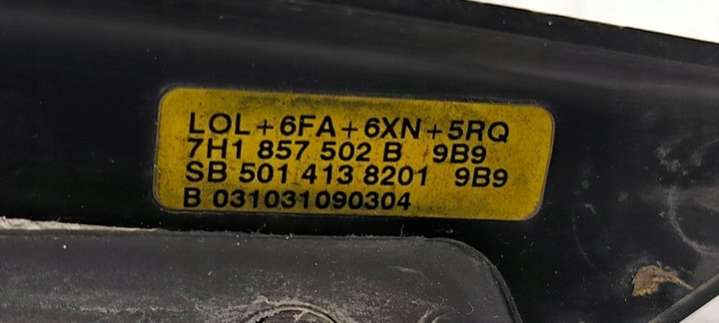 LOL+6FA+6XN+5RQ
7H1 857 502 B 9B9
SB 501 413 8201 9B9
B 031031090304